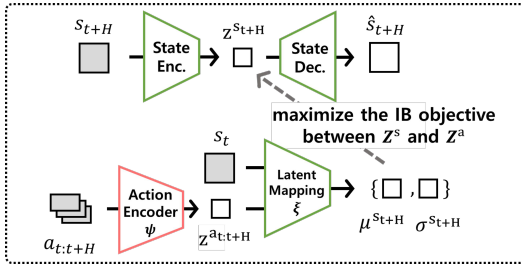 s_{t+H}
State
Enc.
z^{s_{t+H}}
State
Dec.
ŝ_{t+H}
maximize the IB objective
between Z^s and Z^a
s_t
Action
Encoder
ψ
z^{a_{t:t+H}}
Latent
Mapping
ξ
{ , }
a_{t:t+H}
μ^{s_{t+H}} σ^{s_{t+H}}